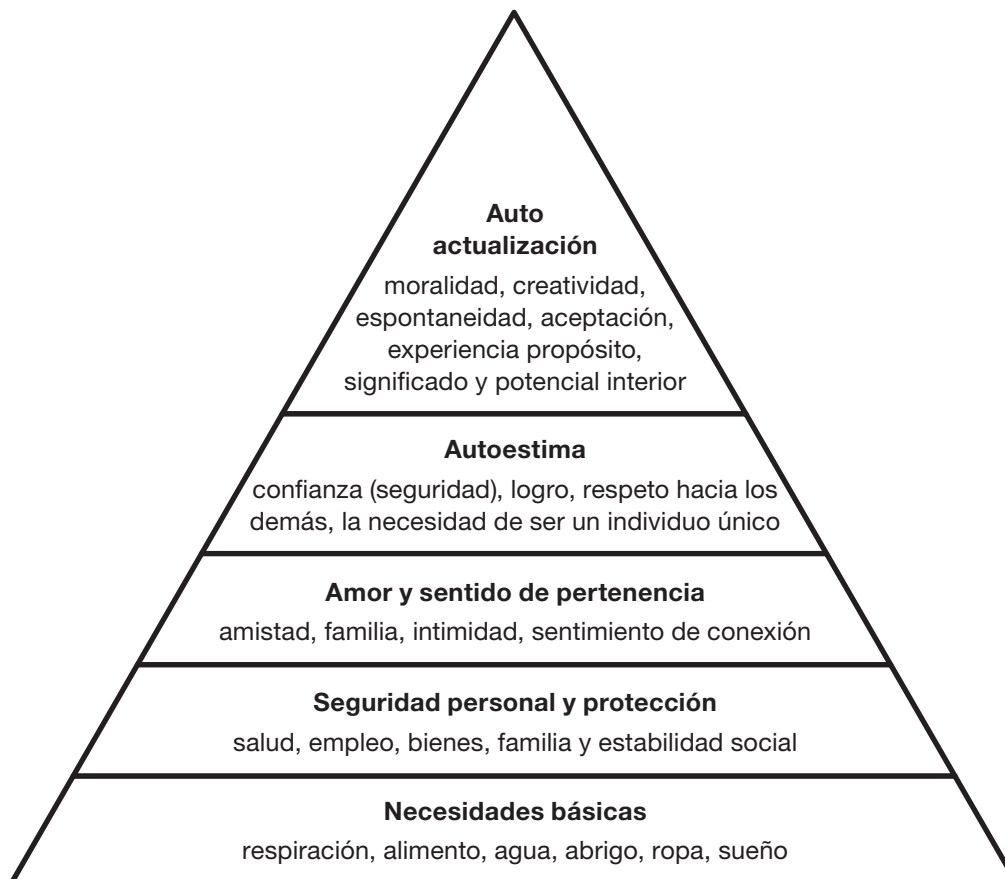 Auto
actualización
moralidad, creatividad,
espontaneidad, aceptación,
experiencia propósito,
significado y potencial interior
Autoestima
confianza (seguridad), logro, respeto hacia los
demás, la necesidad de ser un individuo único
Amor y sentido de pertenencia
amistad, familia, intimidad, sentimiento de conexión
Seguridad personal y protección
salud, empleo, bienes, familia y estabilidad social
Necesidades básicas
respiración, alimento, agua, abrigo, ropa, sueño